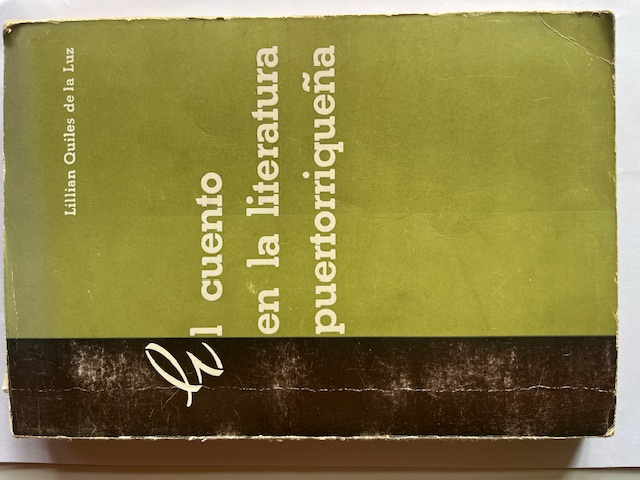 Lillian Quiles de la Luz
El cuento
en la literatura
puertorriqueña